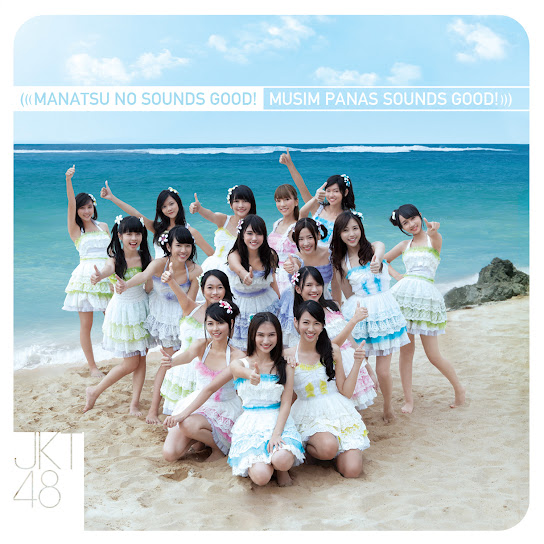 (((MANATSU NO SOUNDS GOOD! MUSIM PANAS SOUNDS GOOD!)))
JKT
48